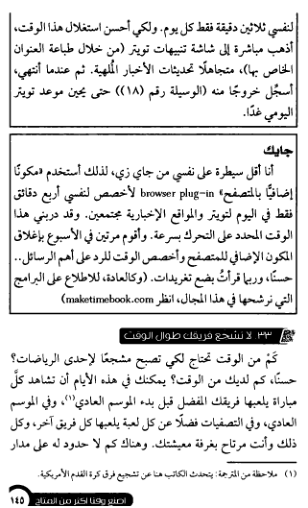 لنفسي ثلاثين دقيقة فقط كل يوم. ولكي أحسن استغلال هذا الوقت،
أذهب مباشرة إلى شاشة تنبيهات تويتر (من خلال طباعة العنوان
الخاص بها)، متجاهلًا تحديثات الأخبار المُلهية. ثم عندما أنتهي،
أسجِّل خروجًا منه (الوسيلة رقم (١٨)) حتى يحين موعد تويتر
اليومي غدًا.
جايك
أنا أقل سيطرة على نفسي من جاي زي، لذلك أستخدم «مكونًا
إضافيًّا بالمتصفح» browser plug-in لأخصص لنفسي أربع دقائق
فقط في اليوم لتويتر والمواقع الإخبارية مجتمعين. وقد دربني هذا
الوقت المحدد على التحرك بسرعة. وأقوم مرتين في الأسبوع بإغلاق
المكون الإضافي للمتصفح وأخصص الوقت للرد على أهم الرسائل..
حسنًا، وربما قرأتُ بضع تغريدات. (وكالعادة، للاطلاع على البرامج
التي نرشحها في هذا المجال، انظر maketimebook.com)
٣٣. لا تشجع فريقك طوال الوقت
كَمْ من الوقت تحتاج لكي تصبح مشجعًا لإحدى الرياضات؟
حسنًا، كم لديك من الوقت؟ يمكنك في هذه الأيام أن تشاهد كلَّ
مباراة يلعبها فريقك المفضل قبل بدء الموسم العادي(١)، وفي الموسم
العادي، وفي التصفيات فضلًا عن كل لعبة يلعبها كل فريق آخر، وكل
ذلك وأنت مرتاح بغرفة معيشتك. وهناك كم لا حدود له على مدار
(١) ملاحظة من المترجمة: يتحدث الكاتب هنا عن تشجيع فرق كرة القدم الأمريكية.
اصنع وقتًا أكثر من المتاح ١٤٥